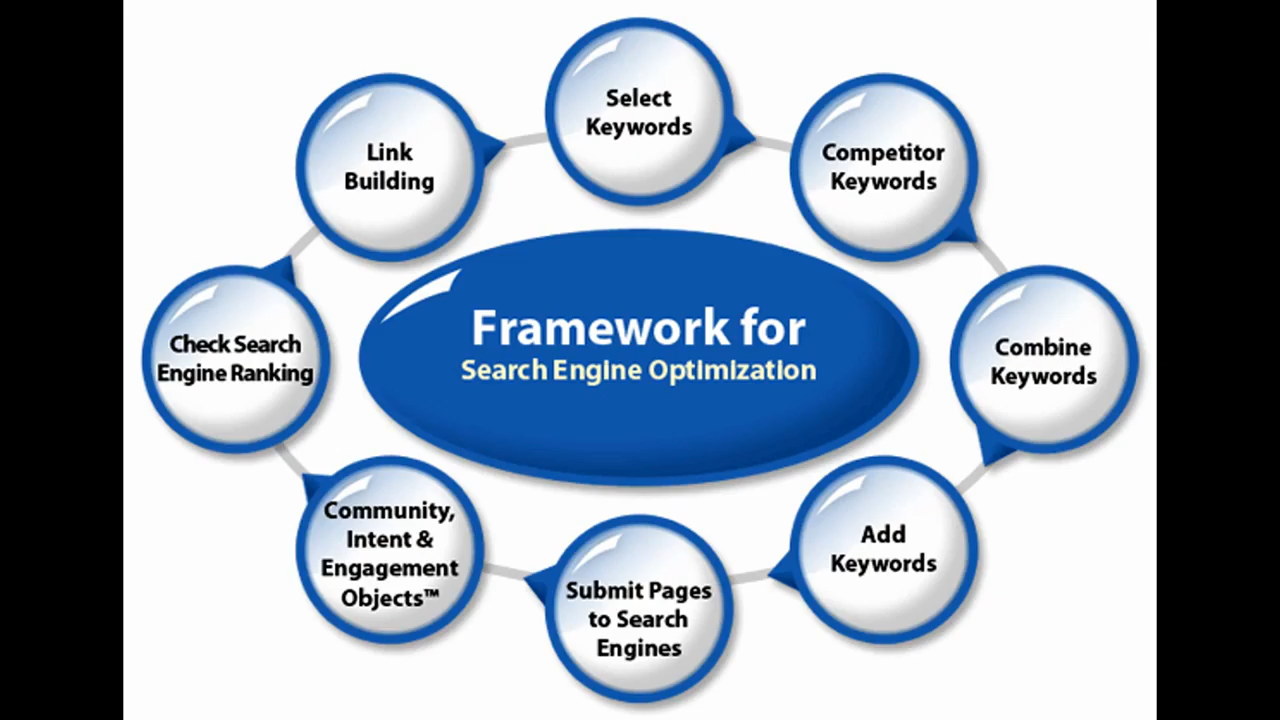 Framework for
Search Engine Optimization
Select
Keywords
Competitor
Keywords
Combine
Keywords
Add
Keywords
Submit Pages
to Search
Engines
Community,
Intent &
Engagement
Objects™
Check Search
Engine Ranking
Link
Building